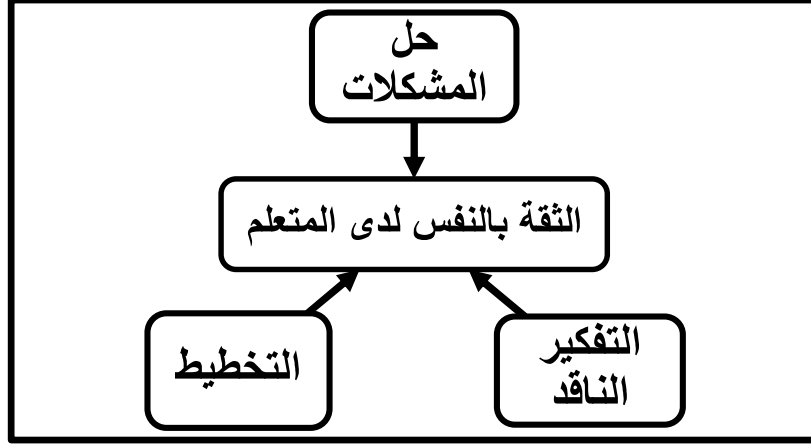 حل
المشكلات
الثقة بالنفس لدى المتعلم
التفكير
الناقد
التخطيط